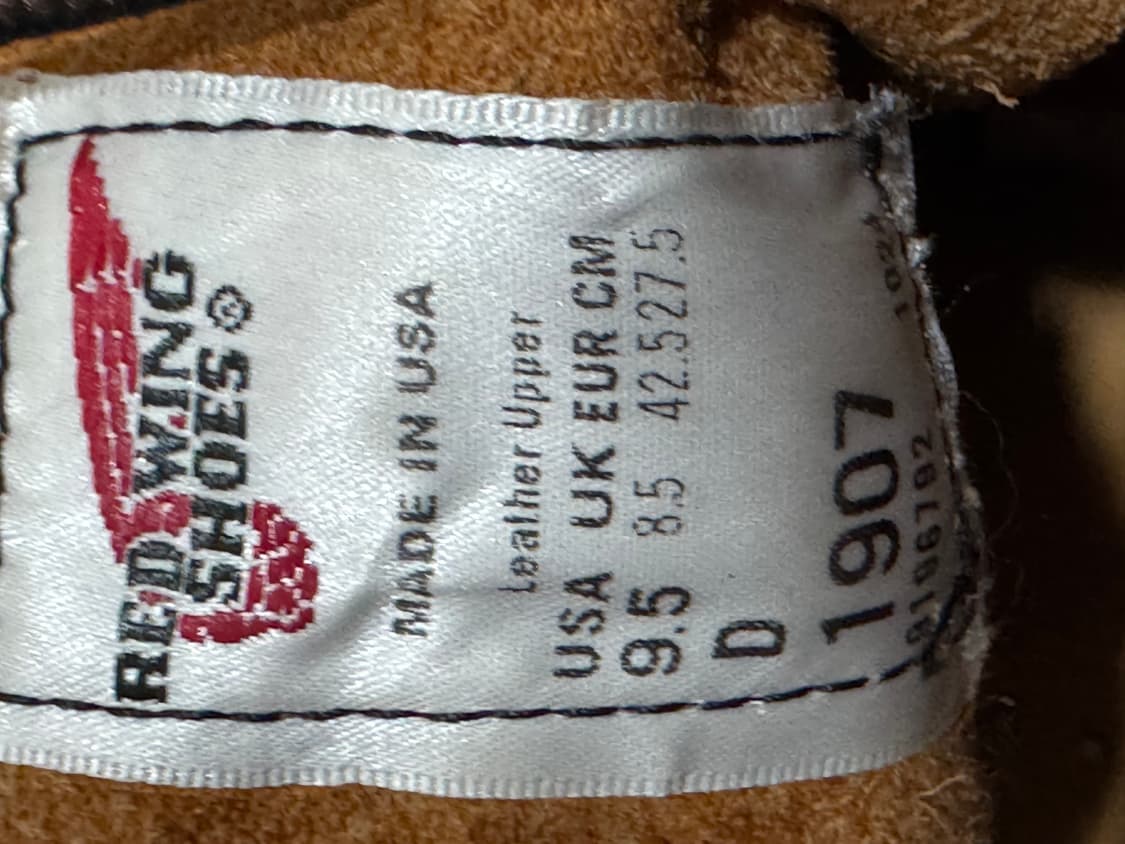 RED WING
SHOES®
MADE IN USA
Leather Upper
USA UK EUR CM
9.5 8.5 42.5 27.5
D
1907